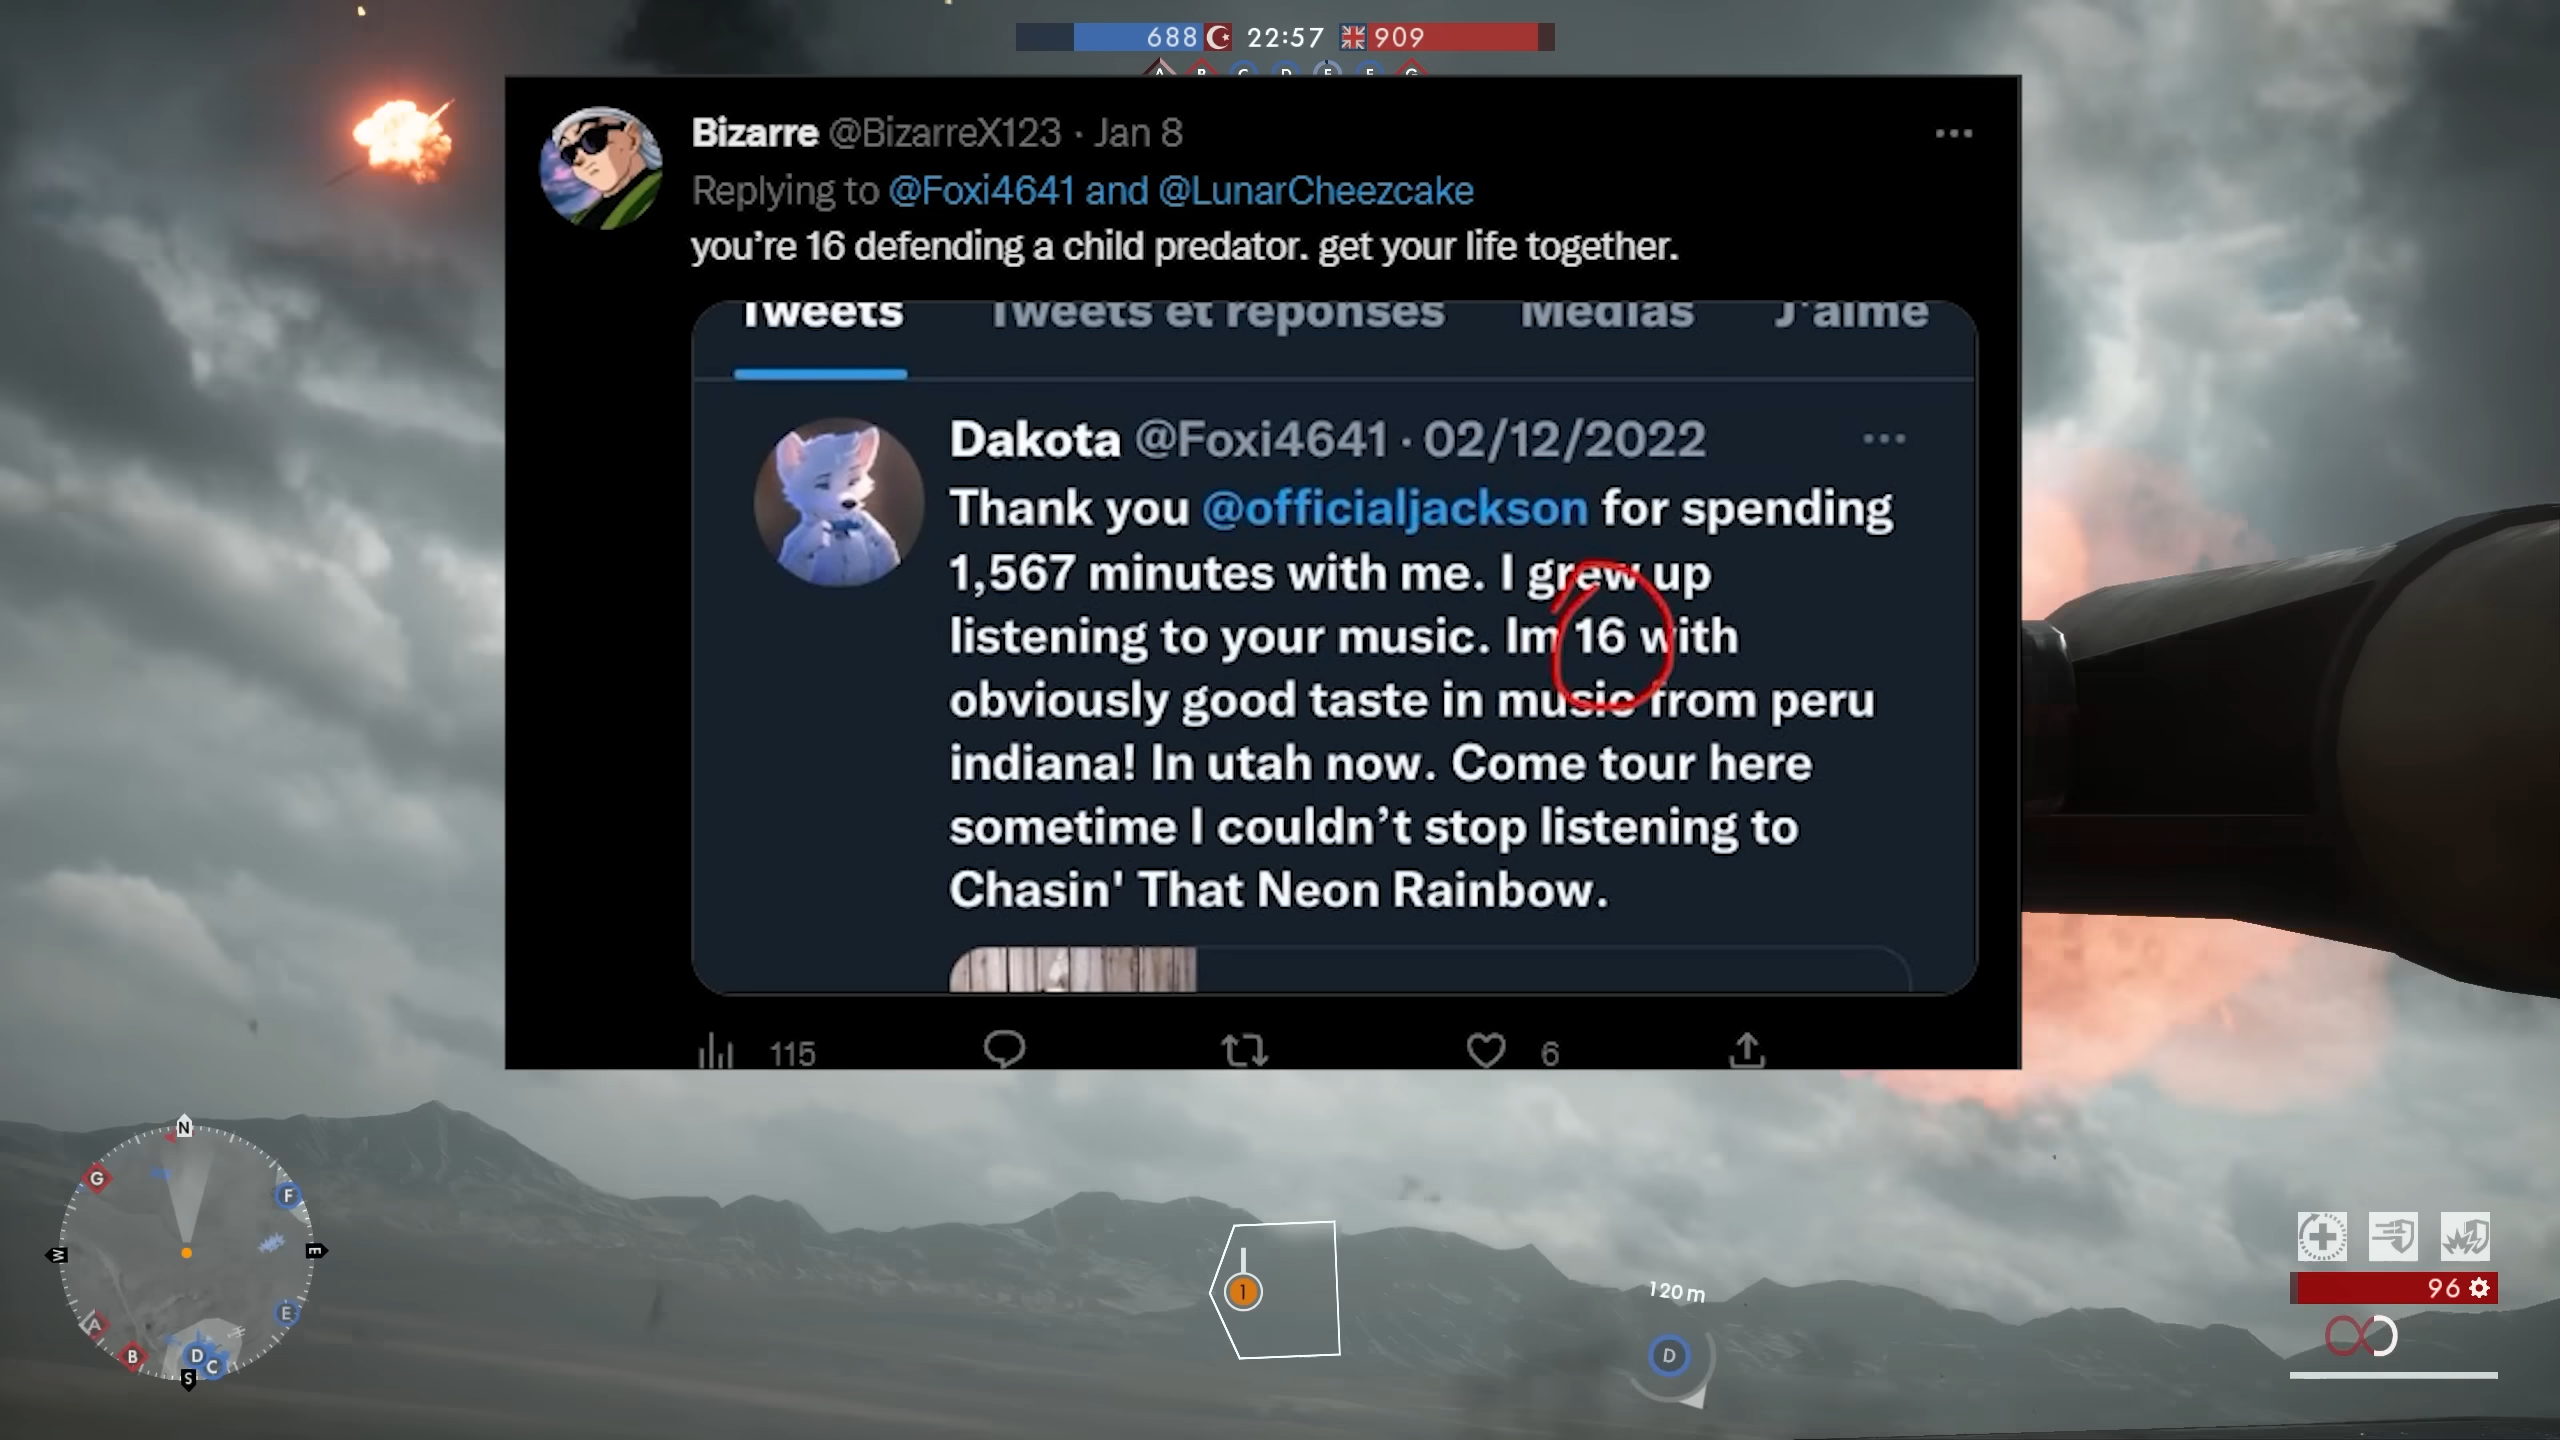 688 22:57 909
A B C D E F G
Bizarre @BizarreX123 · Jan 8
Replying to @Foxi4641 and @LunarCheezcake
you're 16 defending a child predator. get your life together.
Tweets Tweets et réponses Médias J'aime
Dakota @Foxi4641 · 02/12/2022
Thank you @officialjackson for spending
1,567 minutes with me. I grew up
listening to your music. Im 16 with
obviously good taste in music from peru
indiana! In utah now. Come tour here
sometime I couldn't stop listening to
Chasin' That Neon Rainbow.
115 6
N
G
F
W E
E
A
B
D
C
S
1
120 m
D
96